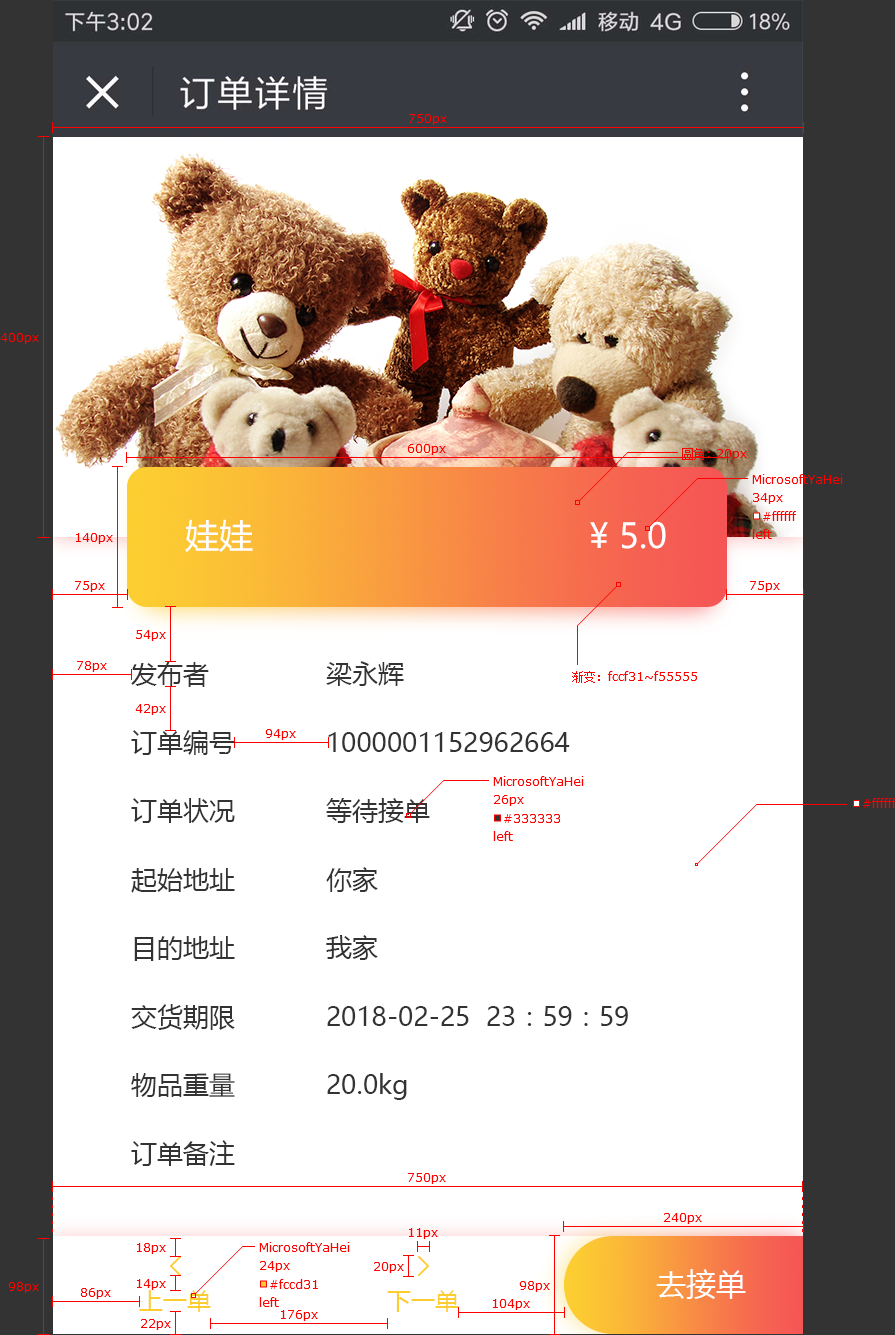 下午3:02 移动 4G 18%
订单详情
750px
400px
600px
圆角：20px
MicrosoftYaHei
34px
#ffffff
left
140px
娃娃 ¥ 5.0
75px 75px
54px
渐变：fccf31~f55555
78px
发布者 梁永辉
42px
94px
订单编号 1000001152962664
MicrosoftYaHei
26px
#333333
left
#ffffff
订单状况 等待接单
起始地址 你家
目的地址 我家
交货期限 2018-02-25 23：59：59
物品重量 20.0kg
订单备注
750px
240px
11px
18px
MicrosoftYaHei
24px
#fccd31
left
20px
14px
98px
98px
86px
上一单 下一单
104px
176px
22px
去接单